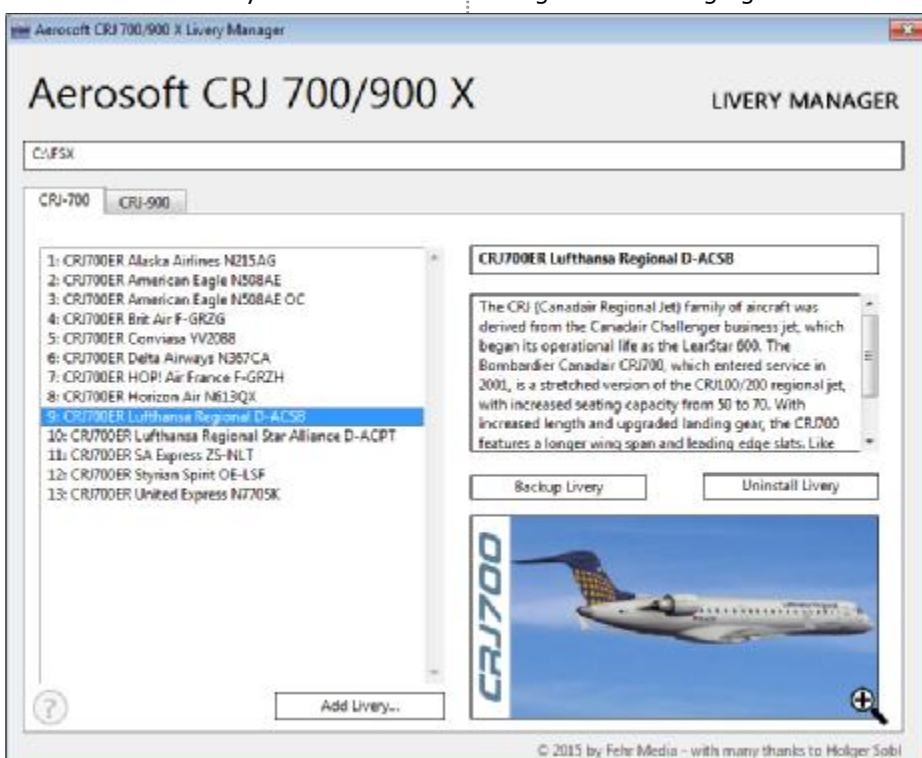 Aerosoft CRJ 700/900 X Livery Manager
Aerosoft CRJ 700/900 X
LIVERY MANAGER
C:\FSX
CRJ-700
CRJ-900
1: CRJ700ER Alaska Airlines N215AG
2: CRJ700ER American Eagle N508AE
3: CRJ700ER American Eagle N508AE OC
4: CRJ700ER Brit Air F-GRZG
5: CRJ700ER Conviasa YV2088
6: CRJ700ER Delta Airways N367CA
7: CRJ700ER HOP! Air France F-GRZH
8: CRJ700ER Horizon Air N613QX
9: CRJ700ER Lufthansa Regional D-ACSB
10: CRJ700ER Lufthansa Regional Star Alliance D-ACPT
11: CRJ700ER SA Express ZS-NLT
12: CRJ700ER Styrian Spirit OE-LSF
13: CRJ700ER United Express N770SK
Add Livery...
CRJ700ER Lufthansa Regional D-ACSB
The CRJ (Canadair Regional Jet) family of aircraft was
derived from the Canadair Challenger business jet, which
began its operational life as the LearStar 600. The
Bombardier Canadair CRJ700, which entered service in
2001, is a stretched version of the CRJ100/200 regional jet,
with increased seating capacity from 50 to 70. With
increased length and upgraded landing gear, the CRJ700
features a longer wing span and leading edge slats. Like
Backup Livery
Uninstall Livery
CRJ700
© 2015 by Fehr Media - with many thanks to Holger Sobl